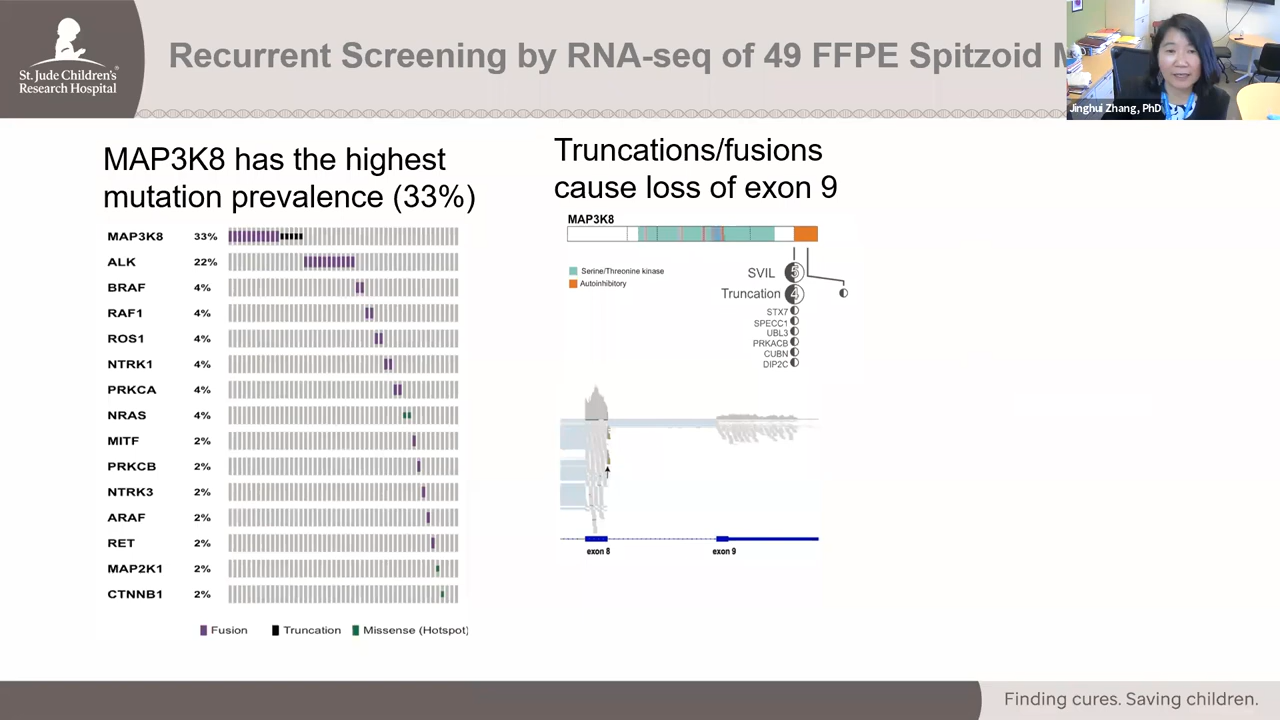 St. Jude Children's®
Research Hospital
Recurrent Screening by RNA-seq of 49 FFPE Spitzoid
Jinghui Zhang, PhD
MAP3K8 has the highest
mutation prevalence (33%)
MAP3K8 33%
ALK 22%
BRAF 4%
RAF1 4%
ROS1 4%
NTRK1 4%
PRKCA 4%
NRAS 4%
MITF 2%
PRKCB 2%
NTRK3 2%
ARAF 2%
RET 2%
MAP2K1 2%
CTNNB1 2%
Fusion Truncation Missense (Hotspot)
Truncations/fusions
cause loss of exon 9
MAP3K8
Serine/Threonine kinase
Autoinhibitory
SVIL 5
Truncation 4
STX7
SPECC1
UBL3
PRKACB
CUBN
DIP2C
exon 8 exon 9
Finding cures. Saving children.